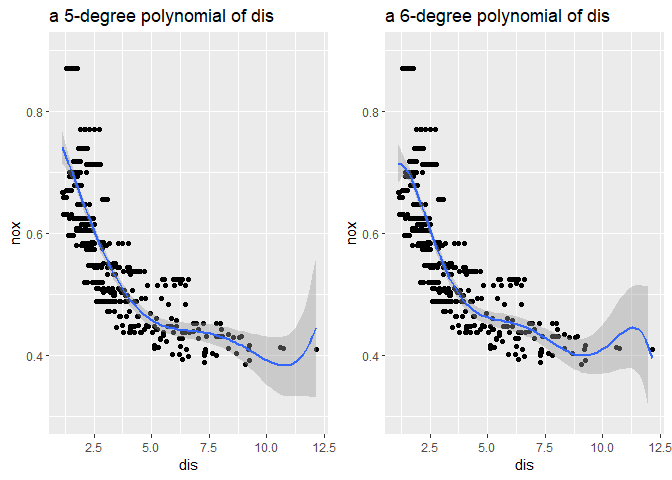 a 5-degree polynomial of dis
0.8
0.6
0.4
nox
2.5 5.0 7.5 10.0 12.5
dis
a 6-degree polynomial of dis
0.8
0.6
0.4
nox
2.5 5.0 7.5 10.0 12.5
dis